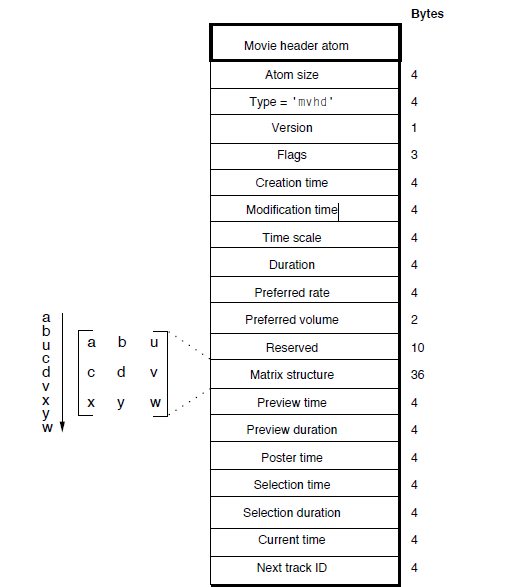 Bytes
Movie header atom
Atom size 4
Type = 'mvhd' 4
Version 1
Flags 3
Creation time 4
Modification time 4
Time scale 4
Duration 4
Preferred rate 4
Preferred volume 2
Reserved 10
Matrix structure 36
Preview time 4
Preview duration 4
Poster time 4
Selection time 4
Selection duration 4
Current time 4
Next track ID 4
a
b
u
c
d
v
x
y
w
a b u
c d v
x y w